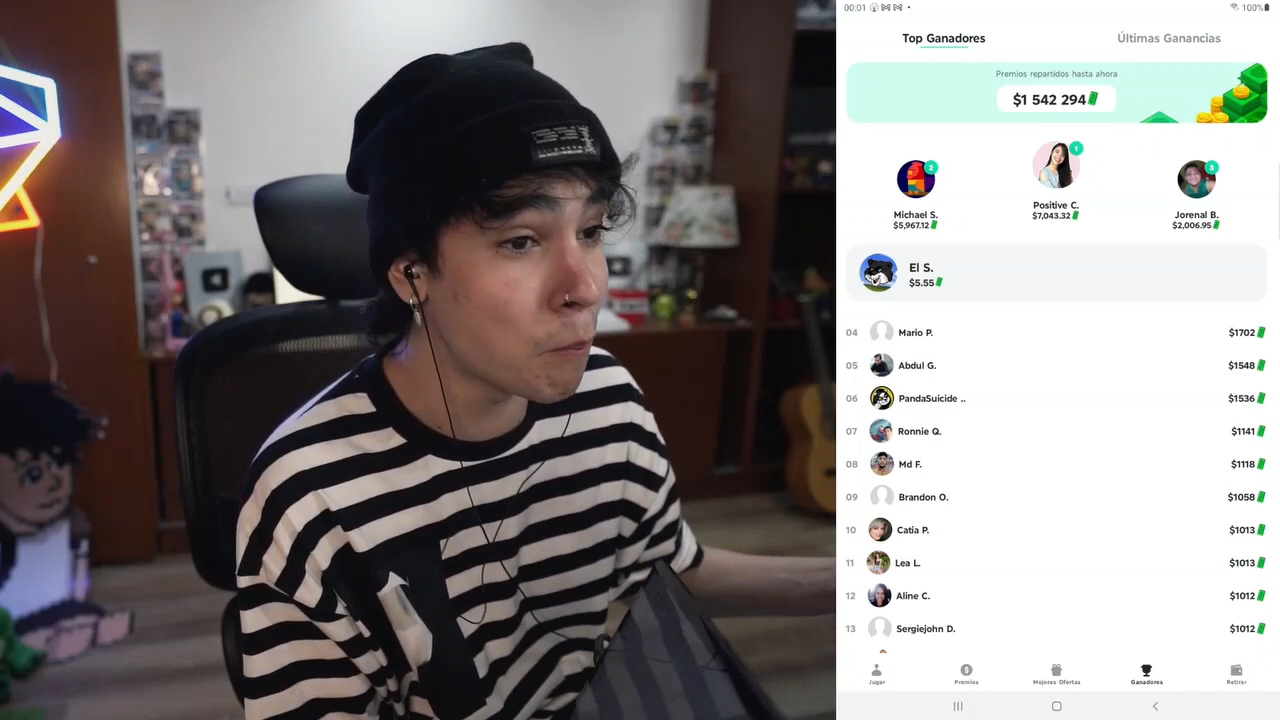 00:01
100%
Top Ganadores
Últimas Ganancias
Premios repartidos hasta ahora
$1 542 294
1
2
3
Positive C.
$7,043.32
Michael S.
$5,967.12
Jorenal B.
$2,006.95
El S.
$5.55
04 Mario P. $1702
05 Abdul G. $1548
06 PandaSuicide .. $1536
07 Ronnie Q. $1141
08 Md F. $1118
09 Brandon O. $1058
10 Catia P. $1013
11 Lea L. $1013
12 Aline C. $1012
13 Sergiejohn D. $1012
Jugar
Premios
Mejores Ofertas
Ganadores
Retirar